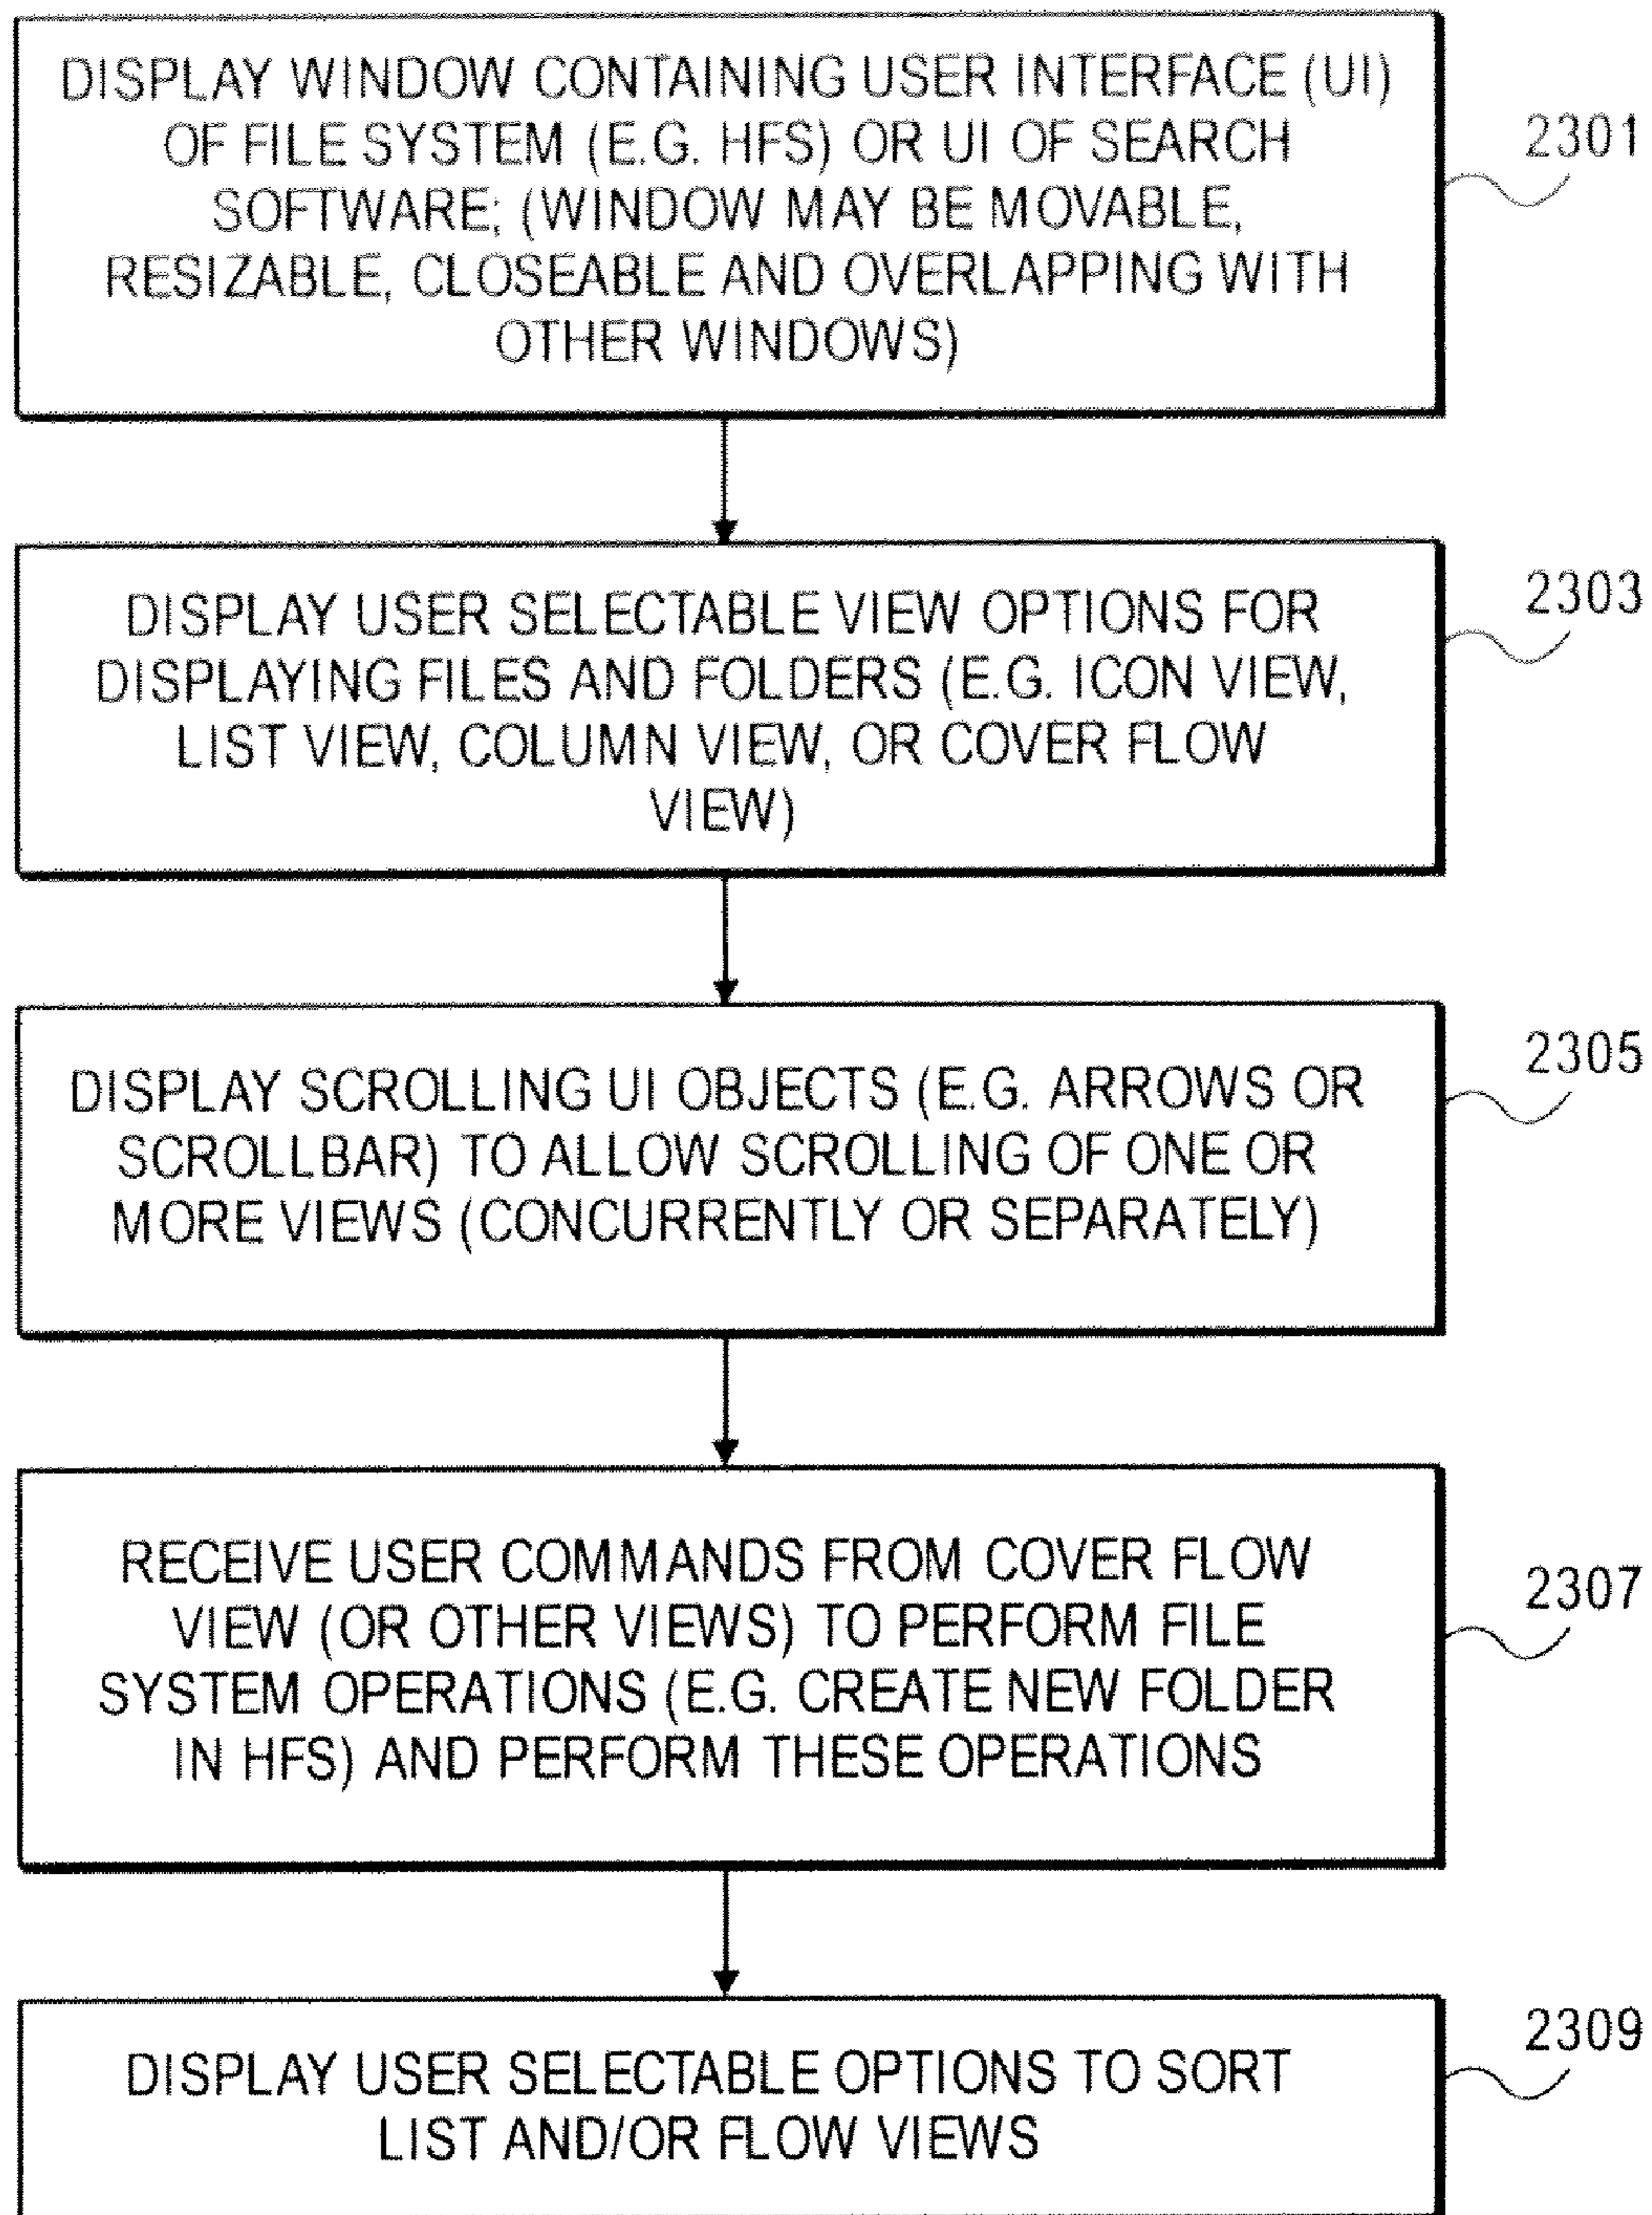 DISPLAY WINDOW CONTAINING USER INTERFACE (UI)
OF FILE SYSTEM (E.G. HFS) OR UI OF SEARCH
SOFTWARE; (WINDOW MAY BE MOVABLE,
RESIZABLE, CLOSEABLE AND OVERLAPPING WITH
OTHER WINDOWS)
2301
DISPLAY USER SELECTABLE VIEW OPTIONS FOR
DISPLAYING FILES AND FOLDERS (E.G. ICON VIEW,
LIST VIEW, COLUMN VIEW, OR COVER FLOW
VIEW)
2303
DISPLAY SCROLLING UI OBJECTS (E.G. ARROWS OR
SCROLLBAR) TO ALLOW SCROLLING OF ONE OR
MORE VIEWS (CONCURRENTLY OR SEPARATELY)
2305
RECEIVE USER COMMANDS FROM COVER FLOW
VIEW (OR OTHER VIEWS) TO PERFORM FILE
SYSTEM OPERATIONS (E.G. CREATE NEW FOLDER
IN HFS) AND PERFORM THESE OPERATIONS
2307
DISPLAY USER SELECTABLE OPTIONS TO SORT
LIST AND/OR FLOW VIEWS
2309